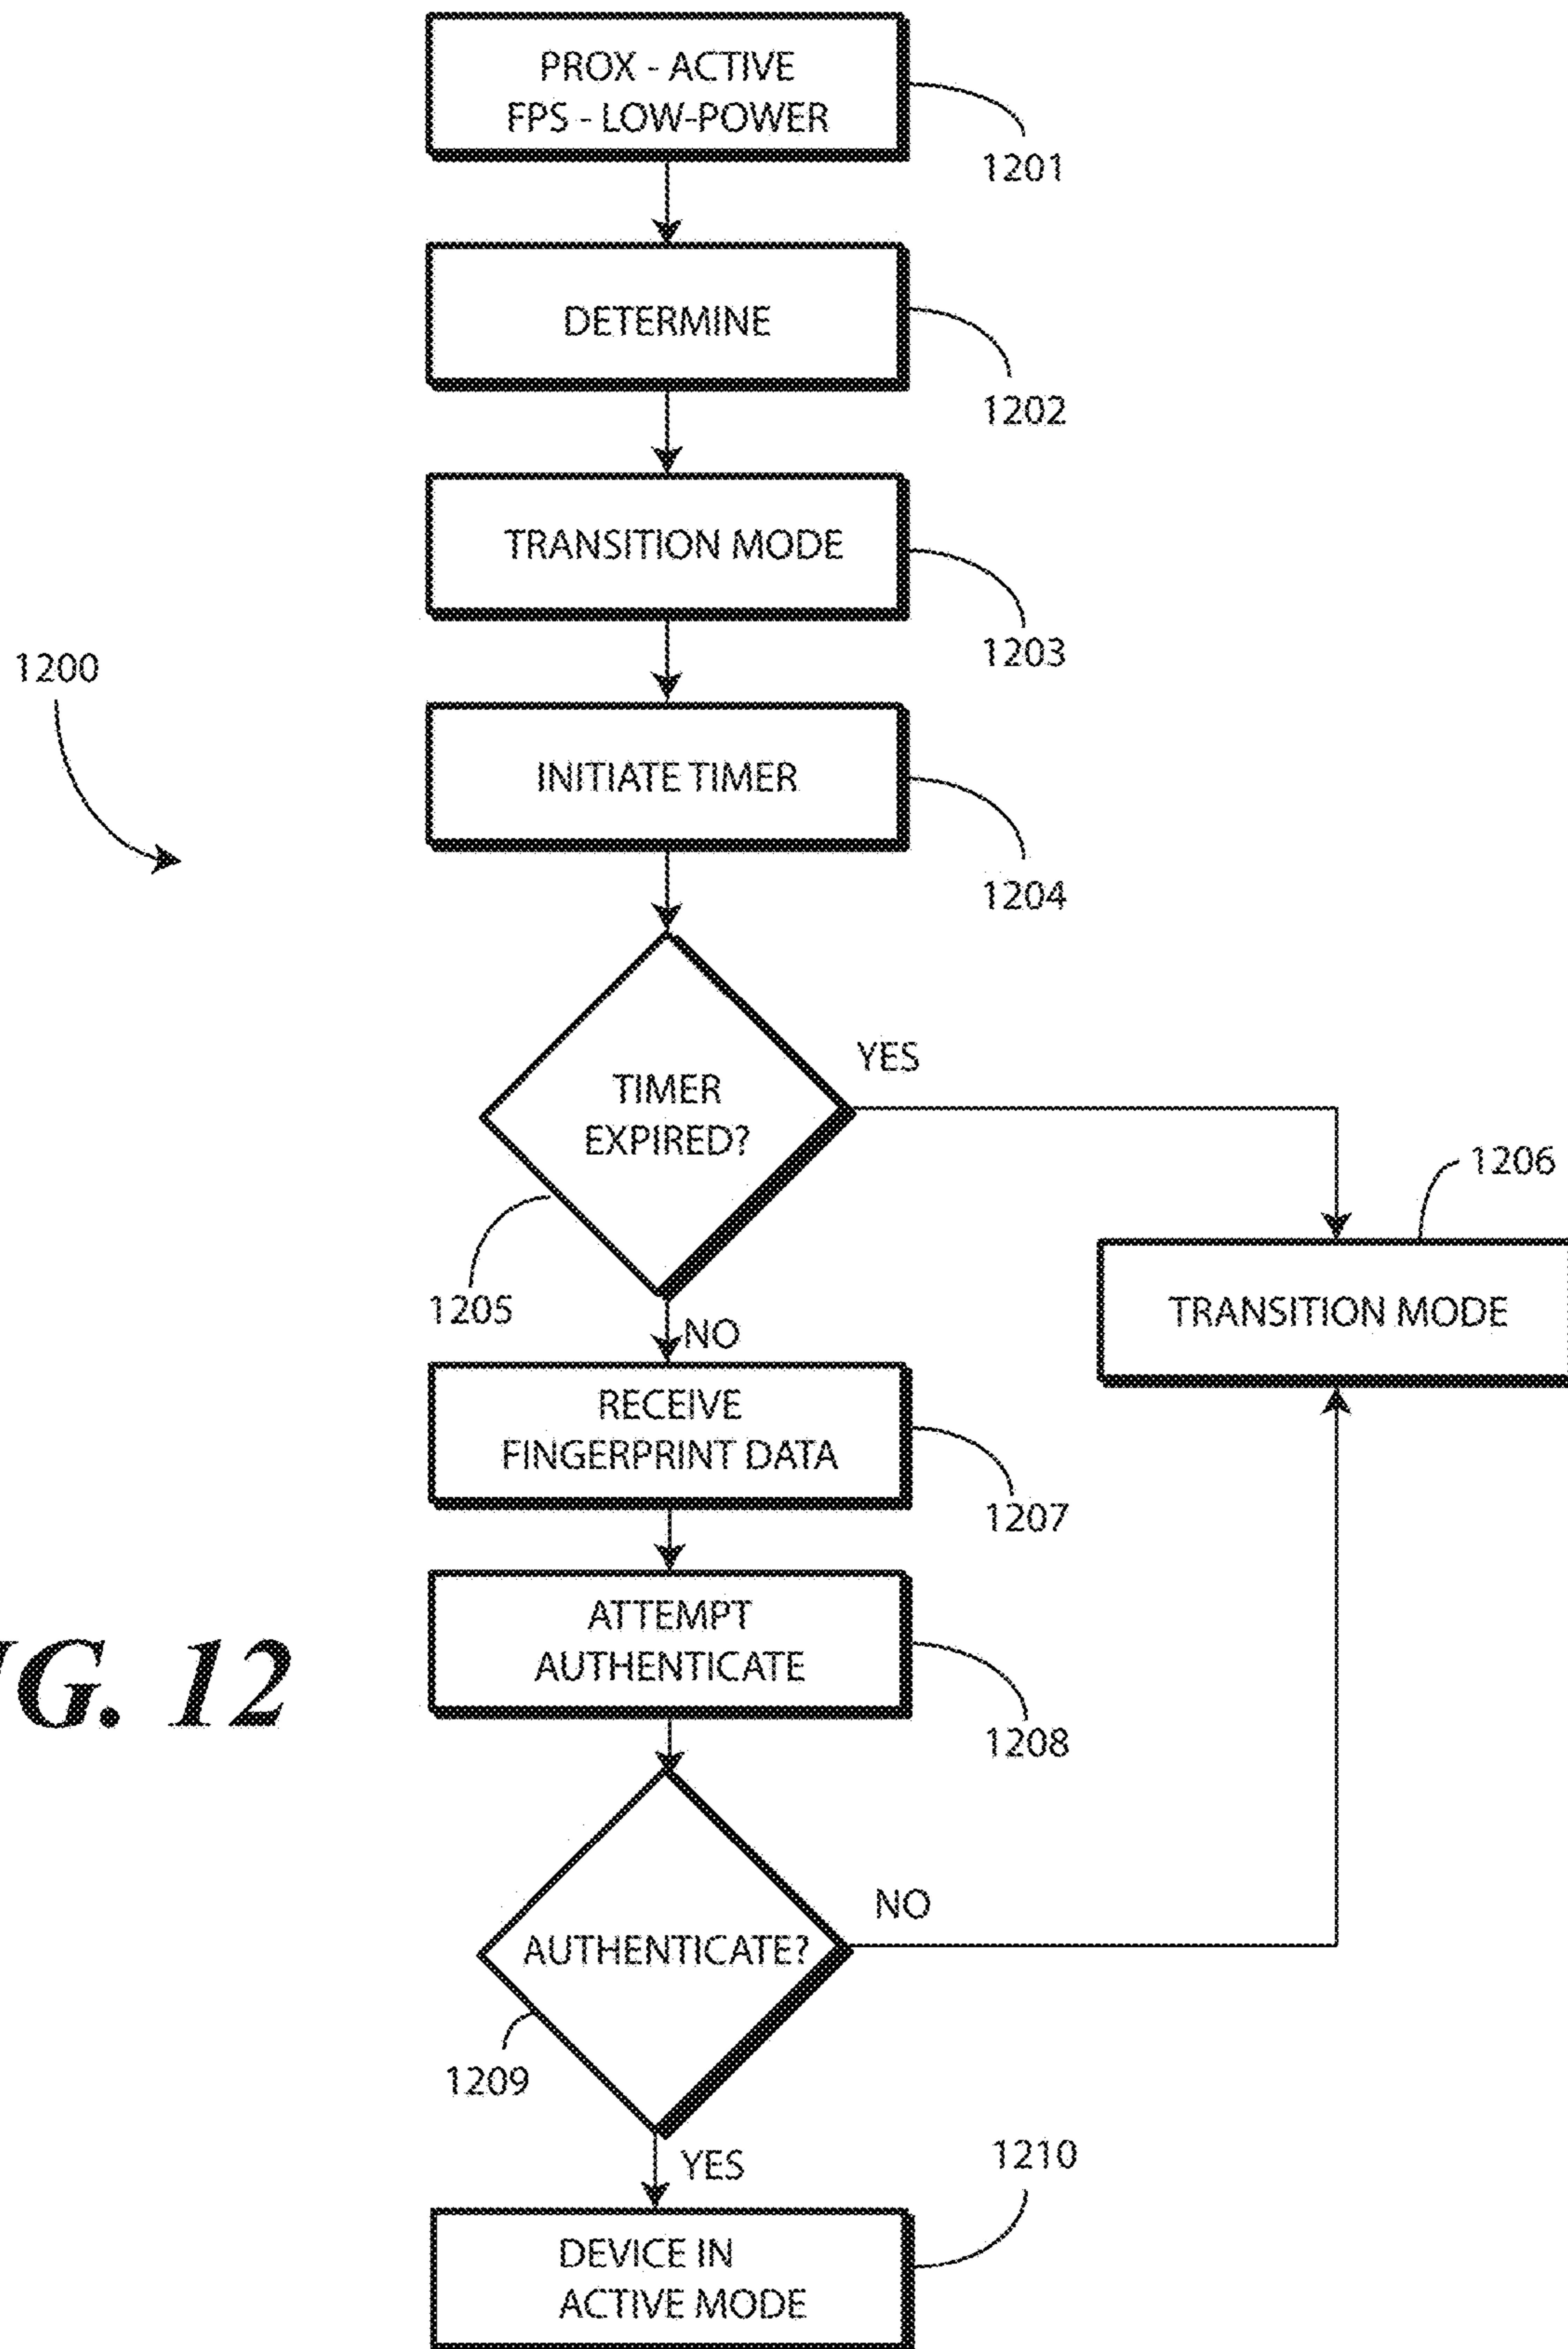 PROX - ACTIVE
FPS - LOW-POWER
1201
DETERMINE
1202
TRANSITION MODE
1203
1200
INITIATE TIMER
1204
TIMER
EXPIRED?
YES
1205
NO
1206
TRANSITION MODE
RECEIVE
FINGERPRINT DATA
1207
ATTEMPT
AUTHENTICATE
1208
G. 12
AUTHENTICATE?
NO
1209
YES
DEVICE IN
ACTIVE MODE
1210